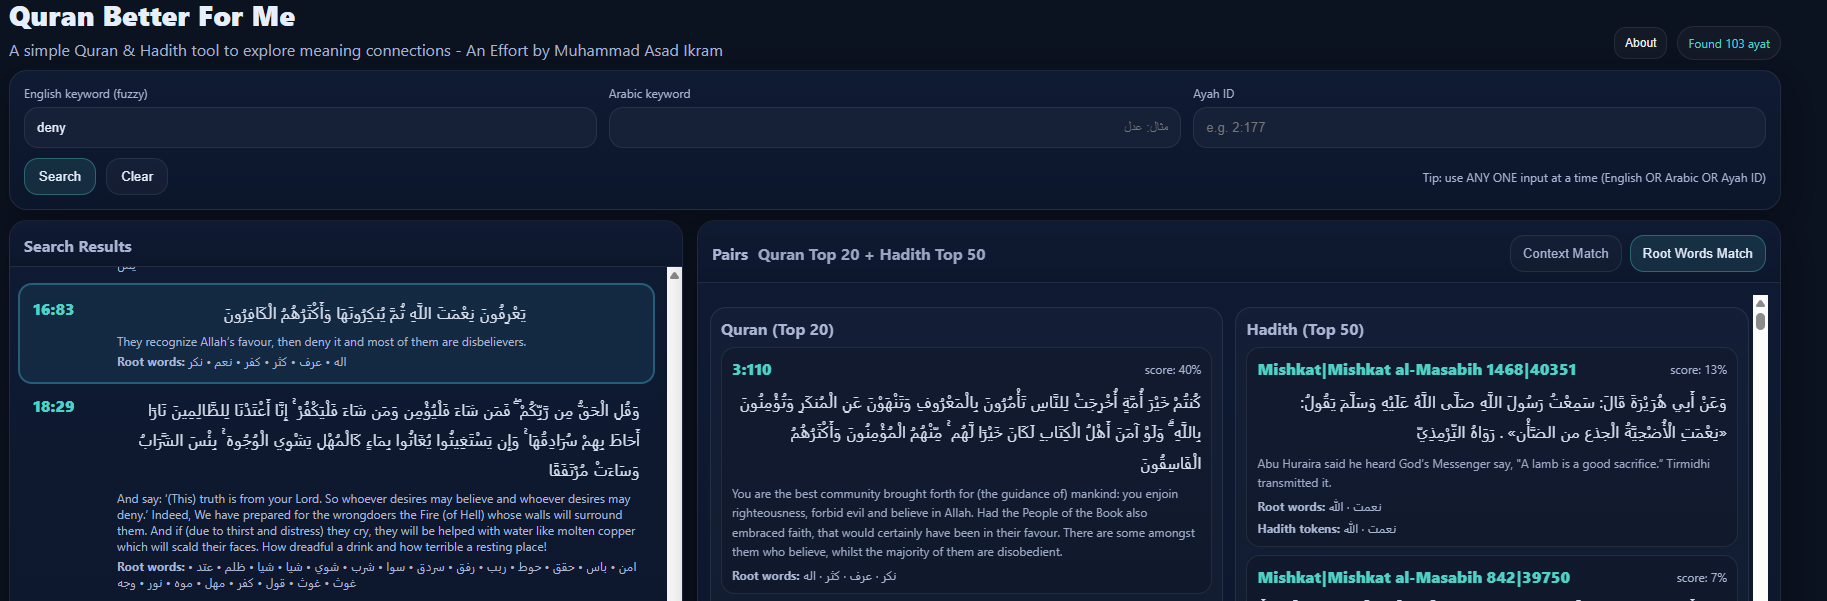 Quran Better For Me
A simple Quran & Hadith tool to explore meaning connections - An Effort by Muhammad Asad Ikram
About
Found 103 ayat
English keyword (fuzzy)
deny
Arabic keyword
مثال: عدل
Ayah ID
e.g. 2:177
Search
Clear
Tip: use ANY ONE input at a time (English OR Arabic OR Ayah ID)
Search Results
16:83
يَعْرِفُونَ نِعْمَتَ اللَّهِ ثُمَّ يُنكِرُونَهَا وَأَكْثَرُهُمُ الْكَافِرُونَ
They recognize Allah's favour, then deny it and most of them are disbelievers.
Root words: اله • عرف • كثر • كفر • نعم • نكر
18:29
وَقُلِ الْحَقُّ مِن رَّبِّكُمْ ۖ فَمَن شَاءَ فَلْيُؤْمِن وَمَن شَاءَ فَلْيَكْفُرْ ۚ إِنَّا أَعْتَدْنَا لِلظَّالِمِينَ نَارًا
أَحَاطَ بِهِمْ سُرَادِقُهَا ۚ وَإِن يَسْتَغِيثُوا يُغَاثُوا بِمَاءٍ كَالْمُهْلِ يَشْوِي الْوُجُوهَ ۚ بِئْسَ الشَّرَابُ
وَسَاءَتْ مُرْتَفَقًا
And say: ‘(This) truth is from your Lord. So whoever desires may believe and whoever desires may
deny.’ Indeed, We have prepared for the wrongdoers the Fire (of Hell) whose walls will surround
them. And if (due to thirst and distress) they cry, they will be helped with water like molten copper
which will scald their faces. How dreadful a drink and how terrible a resting place!
Root words: امن • باس • حقق • حوط • ربب • رفق • سردق • سوا • شرب • شوي • شيا • شيا • ظلم • عتد •
غوث • غوث • قول • كفر • مهل • موه • نور • وجه
Pairs Quran Top 20 + Hadith Top 50
Context Match
Root Words Match
Quran (Top 20)
3:110
score: 40%
كُنتُمْ خَيْرَ أُمَّةٍ أُخْرِجَتْ لِلنَّاسِ تَأْمُرُونَ بِالْمَعْرُوفِ وَتَنْهَوْنَ عَنِ الْمُنكَرِ وَتُؤْمِنُونَ
بِاللَّهِ ۗ وَلَوْ آمَنَ أَهْلُ الْكِتَابِ لَكَانَ خَيْرًا لَّهُم ۚ مِّنْهُمُ الْمُؤْمِنُونَ وَأَكْثَرُهُمُ
الْفَاسِقُونَ
You are the best community brought forth for (the guidance of) mankind: you enjoin
righteousness, forbid evil and believe in Allah. Had the People of the Book also
embraced faith, that would certainly have been in their favour. There are some amongst
them who believe, whilst the majority of them are disobedient.
Root words: نكر · عرف · كثر · اله
Hadith (Top 50)
Mishkat|Mishkat al-Masabih 1468|40351
score: 13%
وَعَنْ أَبِي هُرَيْرَةَ قَالَ: سَمِعْتُ رَسُولَ اللَّهِ صَلَّى اللَّهُ عَلَيْهِ وَسَلَّمَ يَقُولُ:
«نِعْمَتِ الْأُضْحِيَّةُ الْجذع من الضَّأْن» . رَوَاهُ التِّرْمِذِيّ
Abu Huraira said he heard God's Messenger say, "A lamb is a good sacrifice." Tirmidhi
transmitted it.
Root words: نعمت · الله
Hadith tokens: نعمت · الله
Mishkat|Mishkat al-Masabih 842|39750
score: 7%